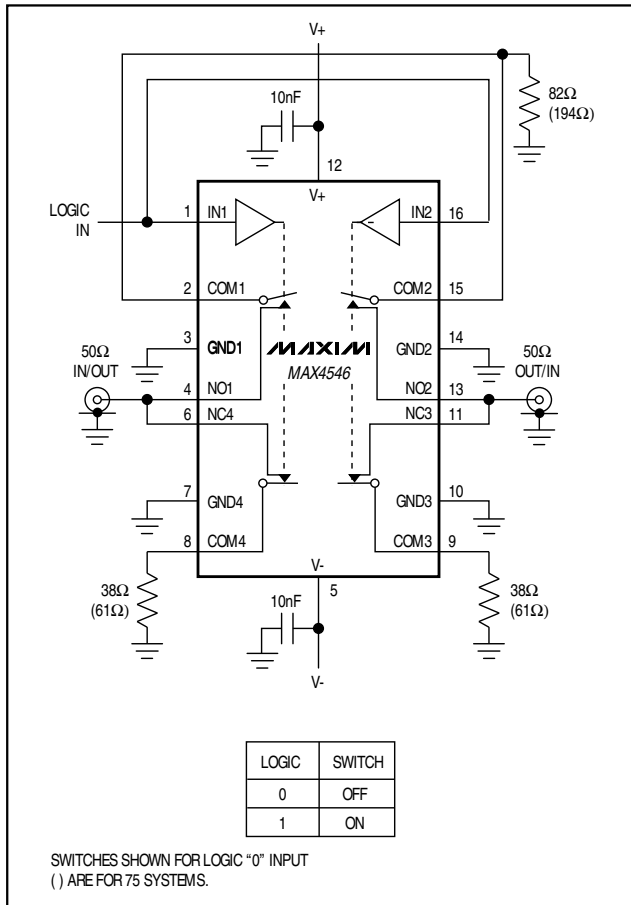 V+
82Ω
(194Ω)
10nF
12
V+
LOGIC
IN
1 IN1 IN2 16
2 COM1 COM2 15
3 GND1 GND2 14
MAXIM
MAX4546
50Ω
IN/OUT
50Ω
OUT/IN
4 NO1 NO2 13
6 NC4 NC3 11
7 GND4 GND3 10
8 COM4 COM3 9
38Ω
(61Ω)
38Ω
(61Ω)
V-
5
10nF
V-
LOGIC SWITCH
0 OFF
1 ON
SWITCHES SHOWN FOR LOGIC “0” INPUT
( ) ARE FOR 75 SYSTEMS.